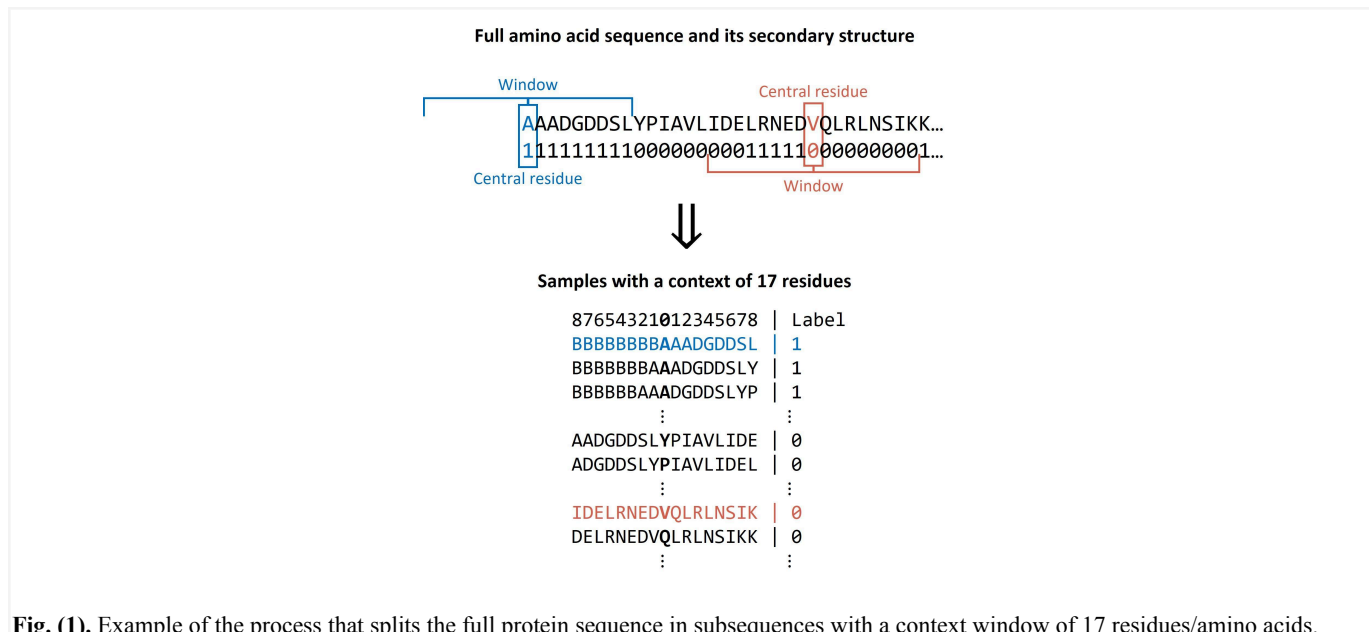 Full amino acid sequence and its secondary structure
Window
Central residue
AAADGDDSLYPIAVLIDELRNEDVQLRLNSIKK…
111111111000000000111110000000001…
Central residue
Window
Samples with a context of 17 residues
87654321012345678 | Label
BBBBBBBBAAADGDDSL | 1
BBBBBBBAAADGDDSLY | 1
BBBBBBAAADGDDSLYP | 1
⋮ ⋮
AADGDDSLYPIAVLIDE | 0
ADGDDSLYPIAVLIDEL | 0
⋮ ⋮
IDELRNEDVQLRLNSIK | 0
DELRNEDVQLRLNSIKK | 0
⋮ ⋮
Fig. (1). Example of the process that splits the full protein sequence in subsequences with a context window of 17 residues/amino acids.